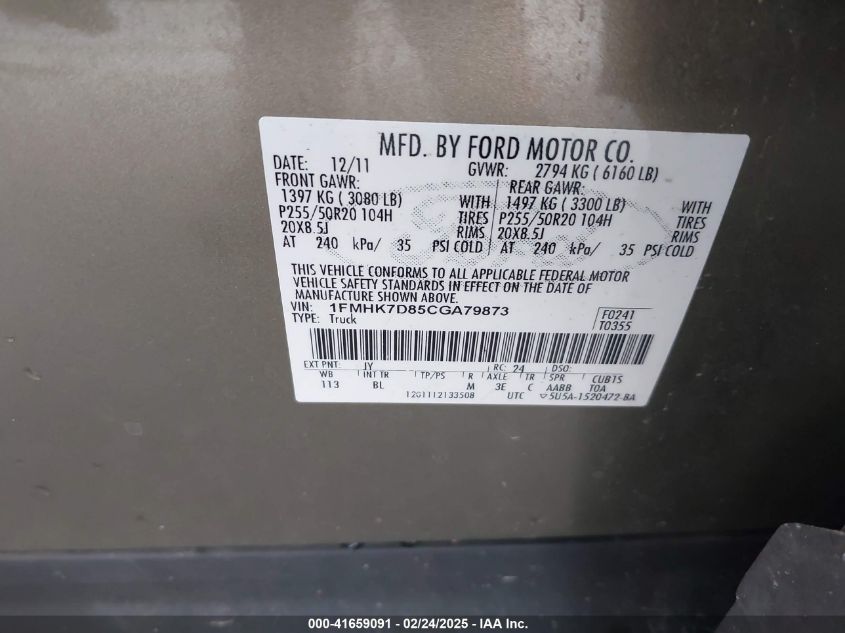 MFD. BY FORD MOTOR CO.
DATE: 12/11 GVWR: 2794 KG ( 6160 LB)
FRONT GAWR: REAR GAWR:
1397 KG ( 3080 LB) WITH 1497 KG ( 3300 LB) WITH
P255/50R20 104H TIRES P255/50R20 104H TIRES
20X8.5J RIMS 20X8.5J RIMS
AT 240 kPa/ 35 PSI COLD AT 240 kPa/ 35 PSI COLD
THIS VEHICLE CONFORMS TO ALL APPLICABLE FEDERAL MOTOR
VEHICLE SAFETY STANDARDS IN EFFECT ON THE DATE OF
MANUFACTURE SHOWN ABOVE.
VIN: 1FMHK7D85CGA79873 F0241
TYPE: Truck T0355
EXT PNT: JY RC: 24 DSO:
WB INT TR TP/PS R AXLE TR SPR CUBTS
113 BL M 3E C AABB TOA
12G1112133508 UTC ▽5U5A-1520472-BA
000-41659091 - 02/24/2025 - IAA Inc.